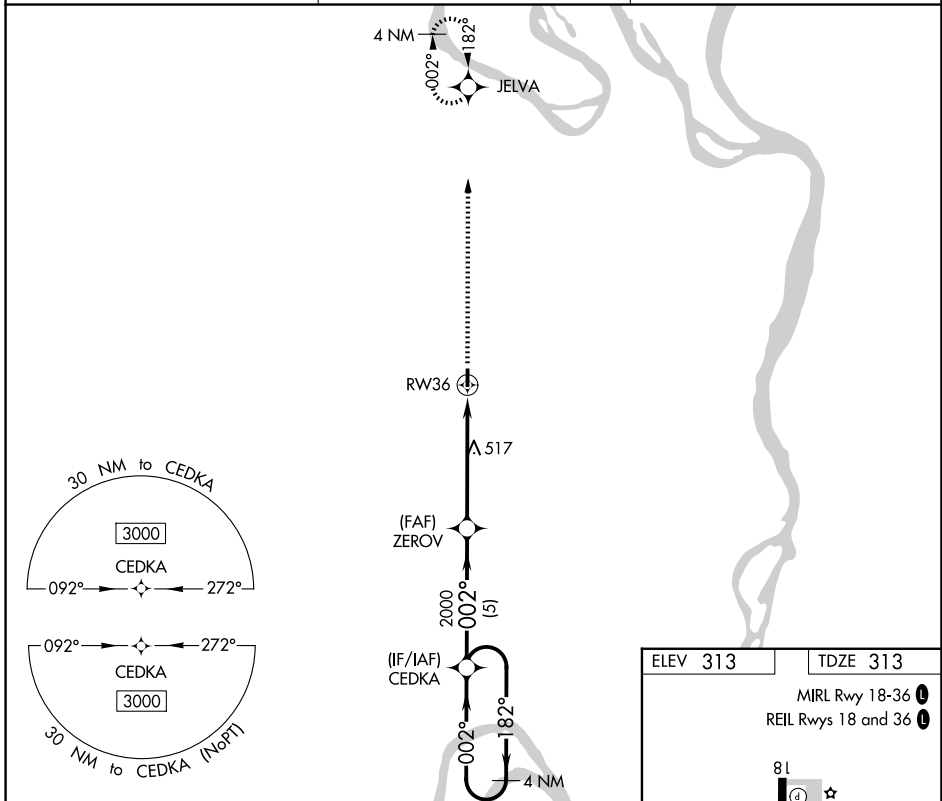 4 NM
182°
002°
JELVA
RW36
517
(FAF)
ZEROV
2000
002°
(5)
(IF/IAF)
CEDKA
002°
182°
4 NM
30 NM to CEDKA
3000
CEDKA
092°
272°
092°
272°
CEDKA
3000
30 NM to CEDKA (NoPT)
ELEV 313
TDZE 313
MIRL Rwy 18-36 L
REIL Rwys 18 and 36 L
18
P